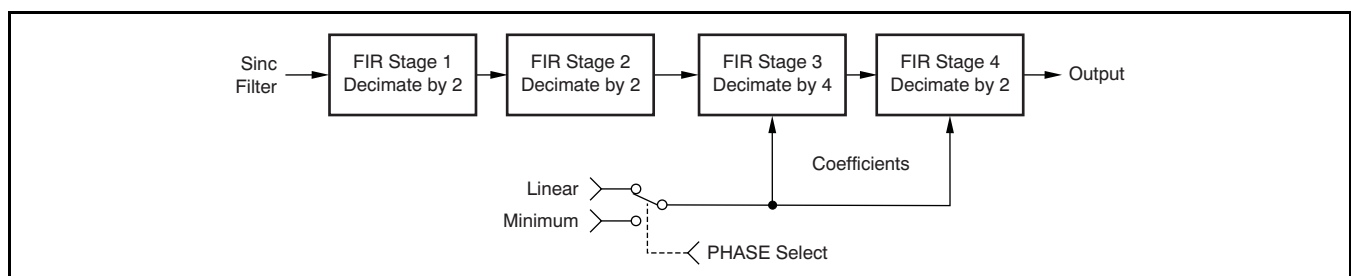 Sinc
Filter
FIR Stage 1
Decimate by 2
FIR Stage 2
Decimate by 2
FIR Stage 3
Decimate by 4
FIR Stage 4
Decimate by 2
Output
Coefficients
Linear
Minimum
PHASE Select